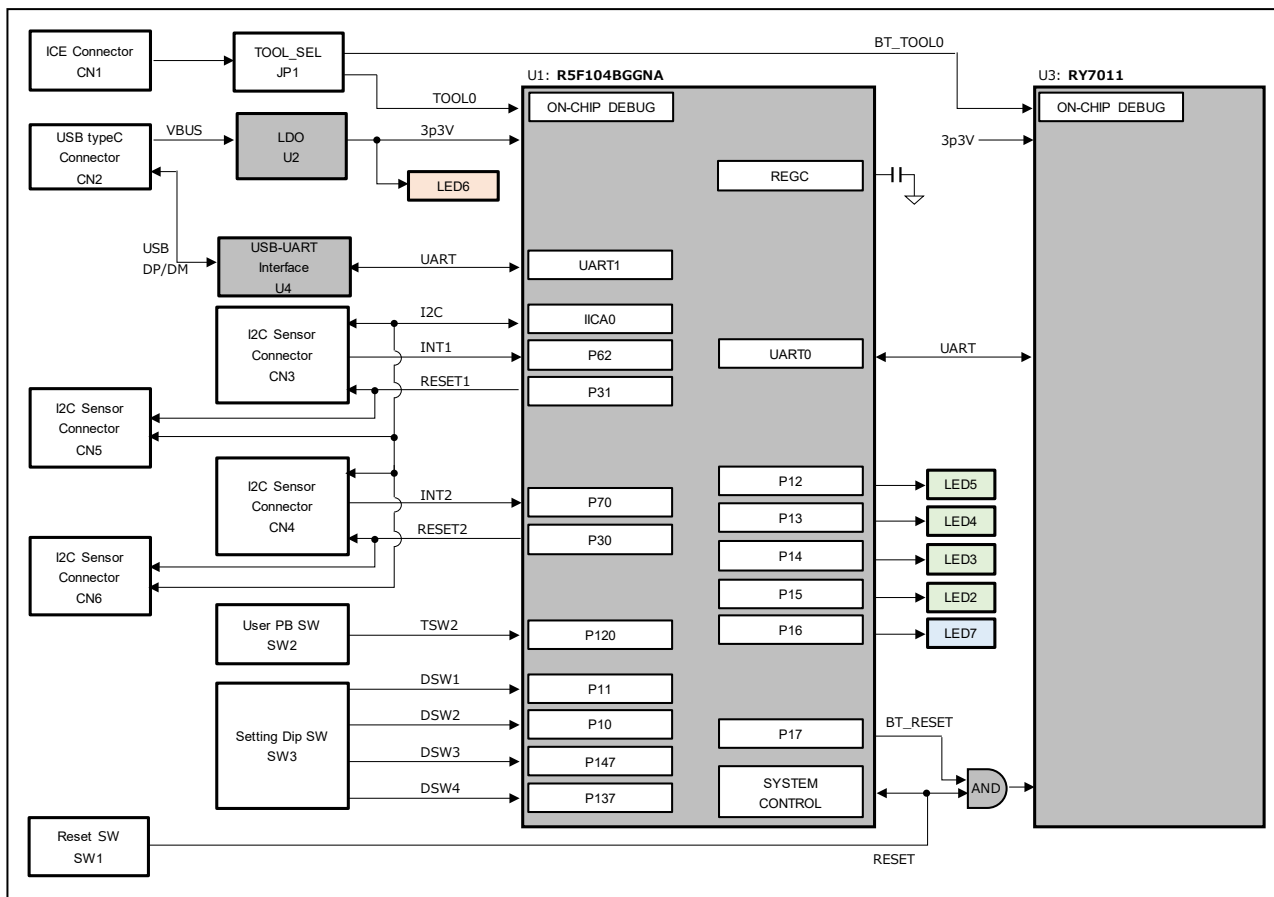 ICE Connector
CN1
TOOL_SEL
JP1
BT_TOOL0
U1: R5F104BGGNA
U3: RY7011
TOOL0
ON-CHIP DEBUG
ON-CHIP DEBUG
USB typeC
Connector
CN2
VBUS
LDO
U2
3p3V
3p3V
LED6
REGC
USB
DP/DM
USB-UART
Interface
U4
UART
UART1
I2C Sensor
Connector
CN3
I2C
IICA0
INT1
P62
UART0
UART
RESET1
P31
I2C Sensor
Connector
CN5
I2C Sensor
Connector
CN4
INT2
P70
RESET2
P30
I2C Sensor
Connector
CN6
P12
LED5
P13
LED4
P14
LED3
P15
LED2
P16
LED7
User PB SW
SW2
TSW2
P120
Setting Dip SW
SW3
DSW1
P11
DSW2
P10
DSW3
P147
DSW4
P137
P17
BT_RESET
SYSTEM
CONTROL
AND
Reset SW
SW1
RESET